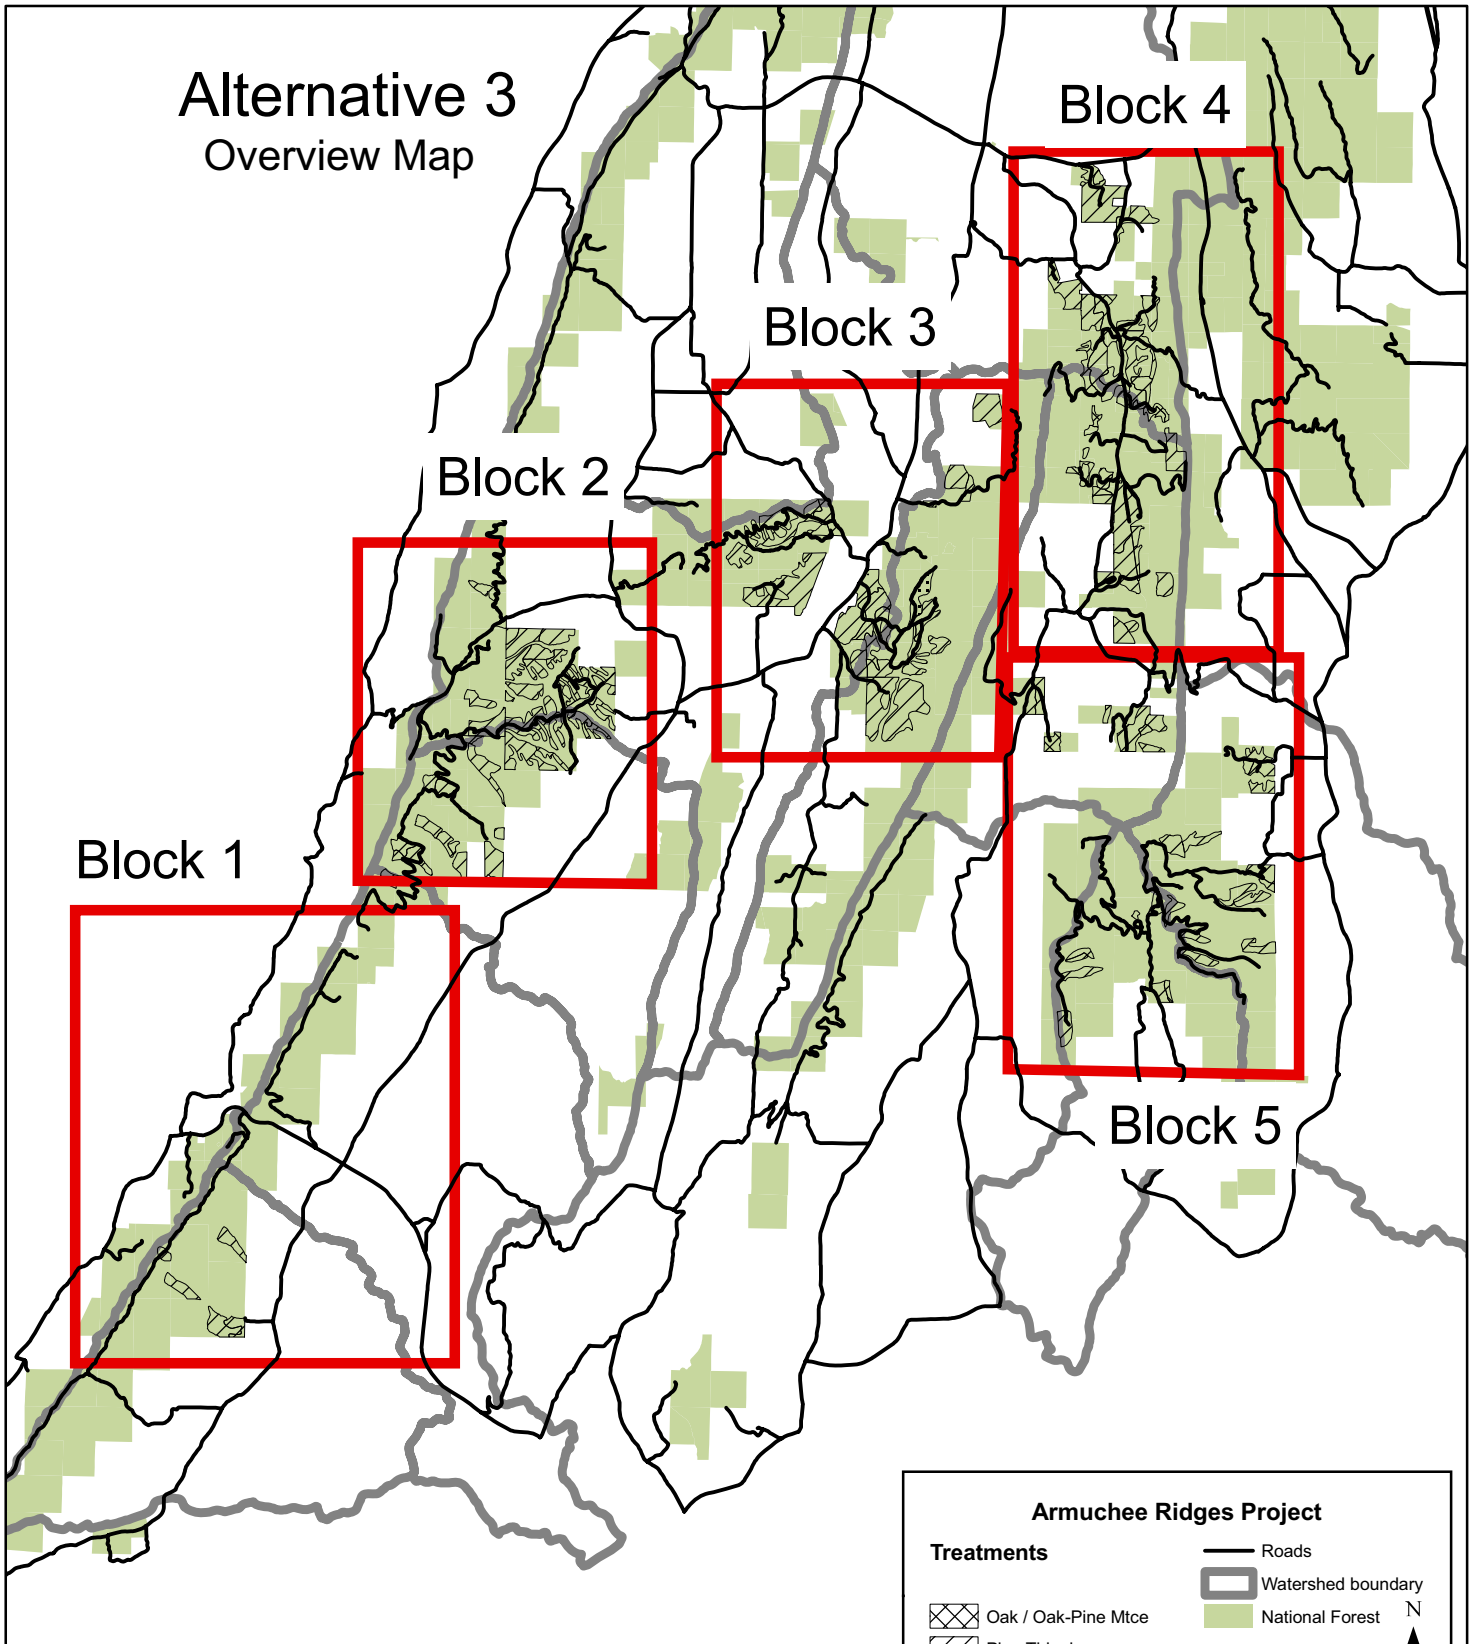 Alternative 3
Overview Map
Block 4
Block 3
Block 2
Block 1
Block 5
Armuchee Ridges Project
Treatments
Roads
Watershed boundary
Oak / Oak-Pine Mtce
National Forest
N